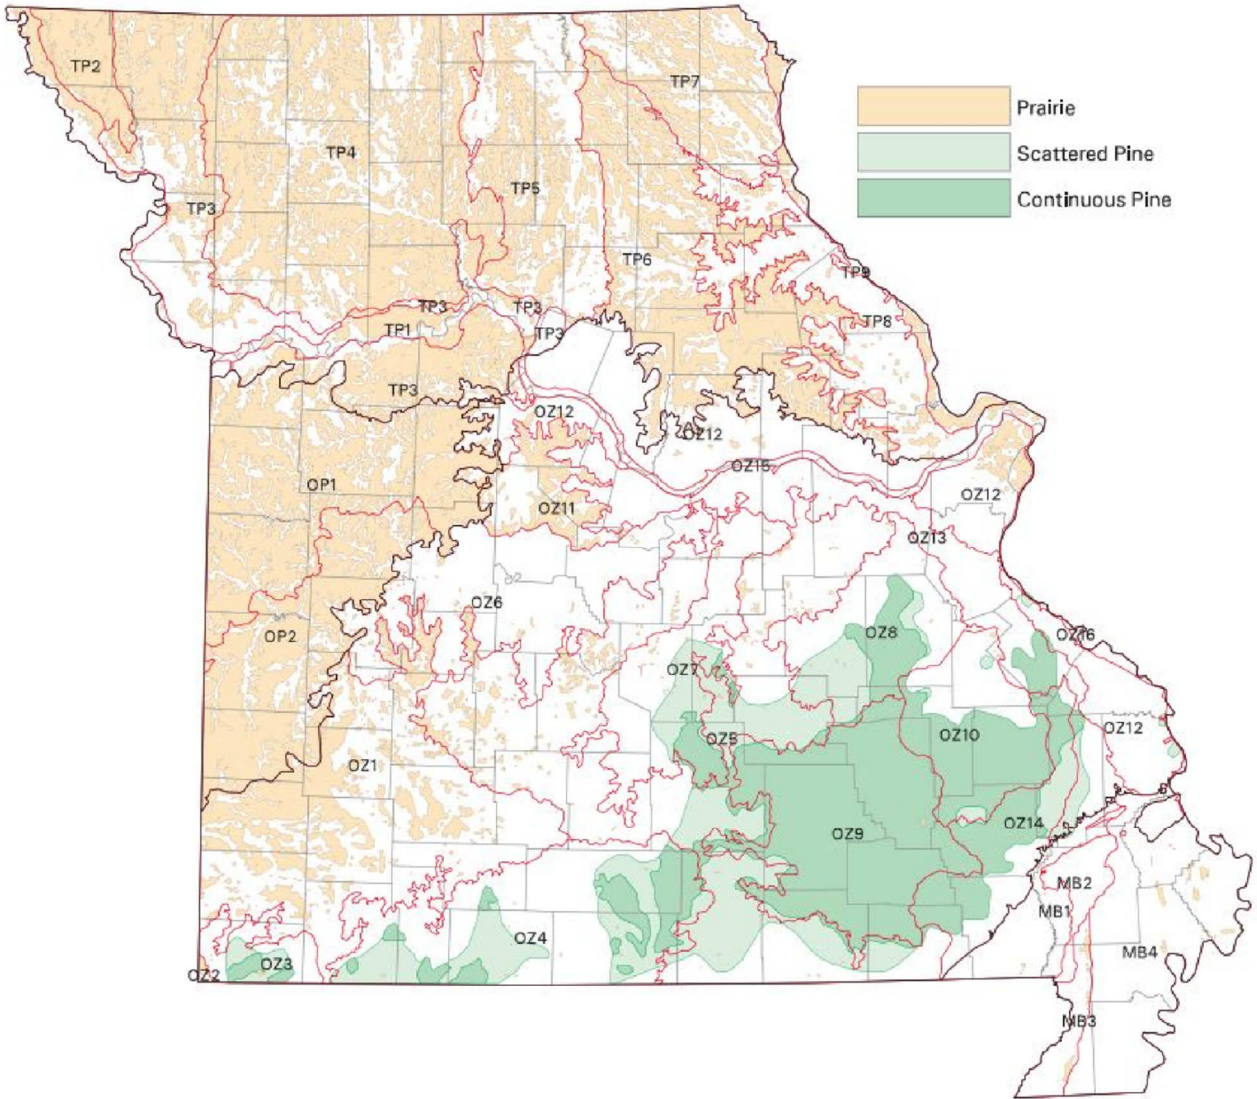 TP2
TP7
Prairie
Scattered Pine
Continuous Pine
TP4
TP5
TP3
TP6
TP9
TP3
TP3
TP8
TP1
TP3
TP3
OZ12
OZ12
OZ15
OP1
OZ12
OZ11
OZ13
OZ6
OP2
OZ8
OZ16
OZ7
OZ5
OZ10
OZ12
OZ1
OZ9
OZ14
MB2
MB1
OZ4
MB4
OZ3
OZ2
MB3